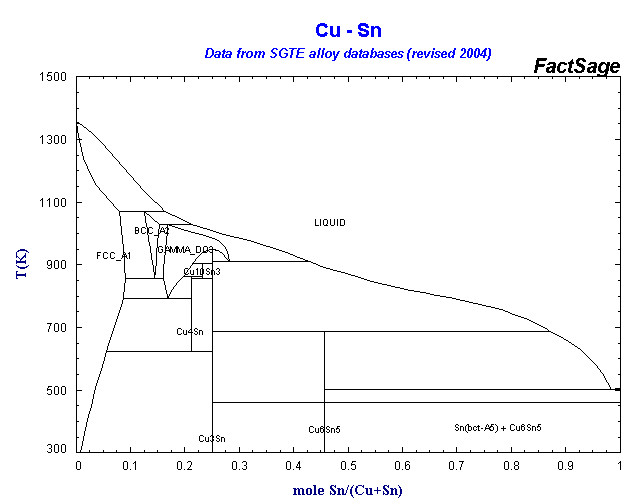 Cu - Sn
Data from SGTE alloy databases (revised 2004)
FactSage
1500
1300
1100
900
700
500
300
T(K)
LIQUID
BCC_A2
GAMMA_DO3
FCC_A1
Cu10Sn3
Cu4Sn
Cu3Sn
Cu6Sn5
Sn(bct-A5) + Cu6Sn5
0 0.1 0.2 0.3 0.4 0.5 0.6 0.7 0.8 0.9 1
mole Sn/(Cu+Sn)